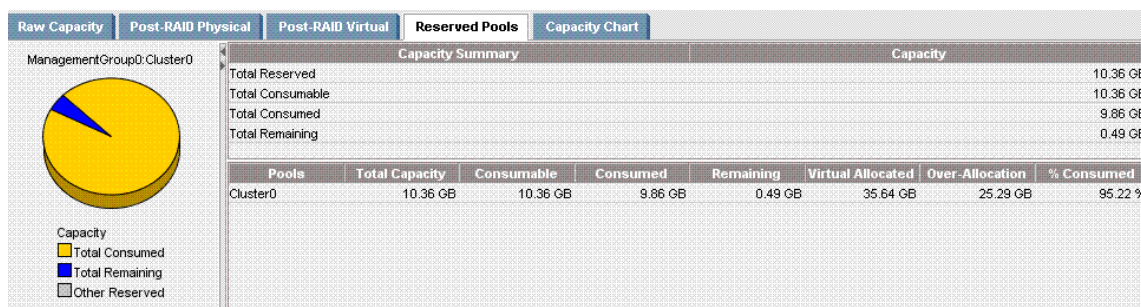 Raw Capacity Post-RAID Physical Post-RAID Virtual Reserved Pools Capacity Chart
ManagementGroup0:Cluster0
Capacity
Total Consumed
Total Remaining
Other Reserved
Capacity Summary Capacity
Total Reserved 10.36 GB
Total Consumable 10.36 GB
Total Consumed 9.86 GB
Total Remaining 0.49 GB
Pools Total Capacity Consumable Consumed Remaining Virtual Allocated Over-Allocation % Consumed
Cluster0 10.36 GB 10.36 GB 9.86 GB 0.49 GB 35.64 GB 25.29 GB 95.22 %